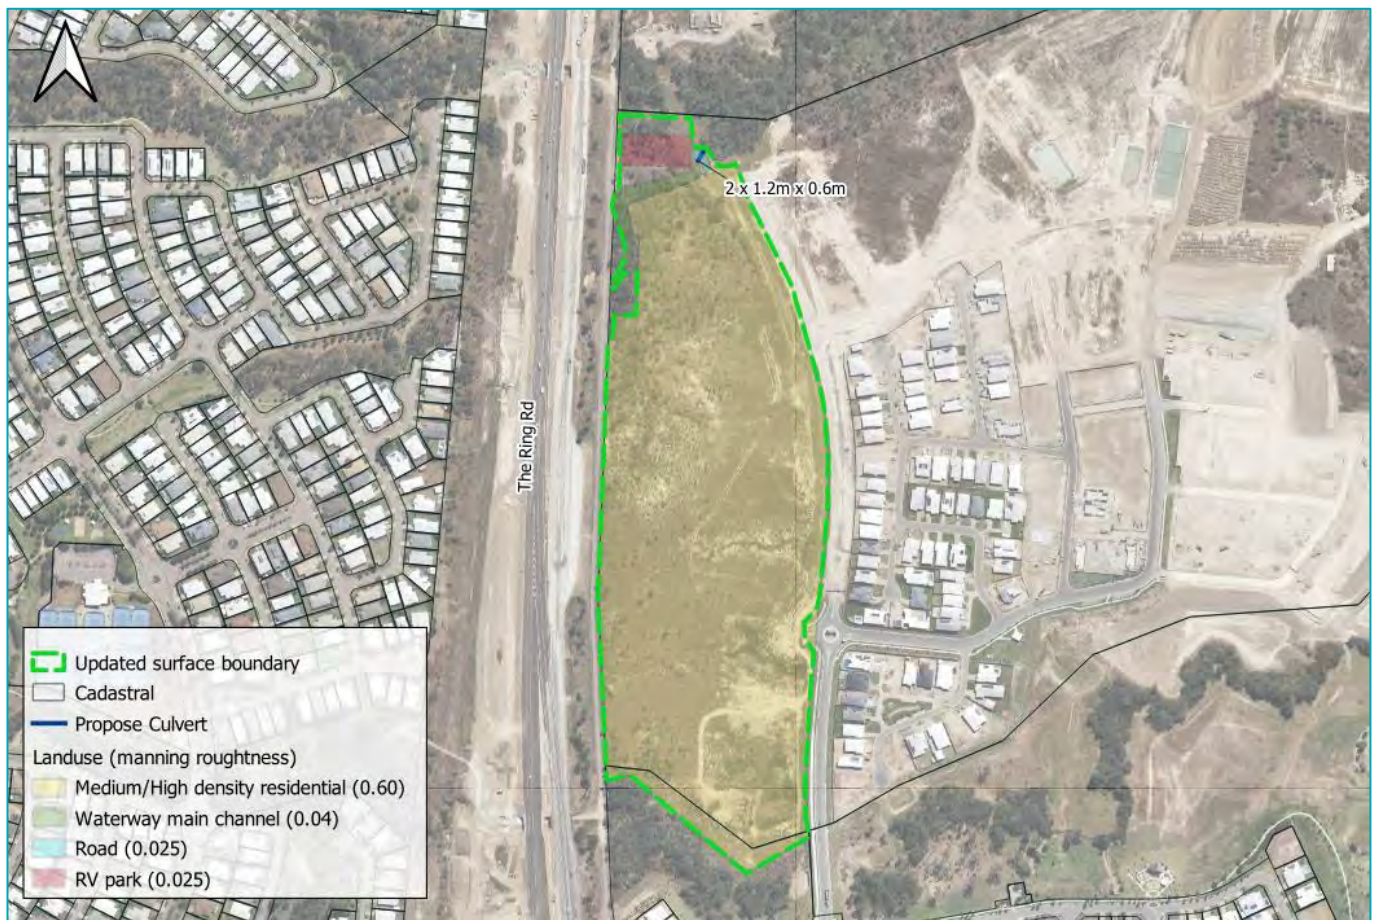 2 x 1.2m x 0.6m
The Ring Rd
Updated surface boundary
Cadastral
Propose Culvert
Landuse (manning roughtness)
Medium/High density residential (0.60)
Waterway main channel (0.04)
Road (0.025)
RV park (0.025)